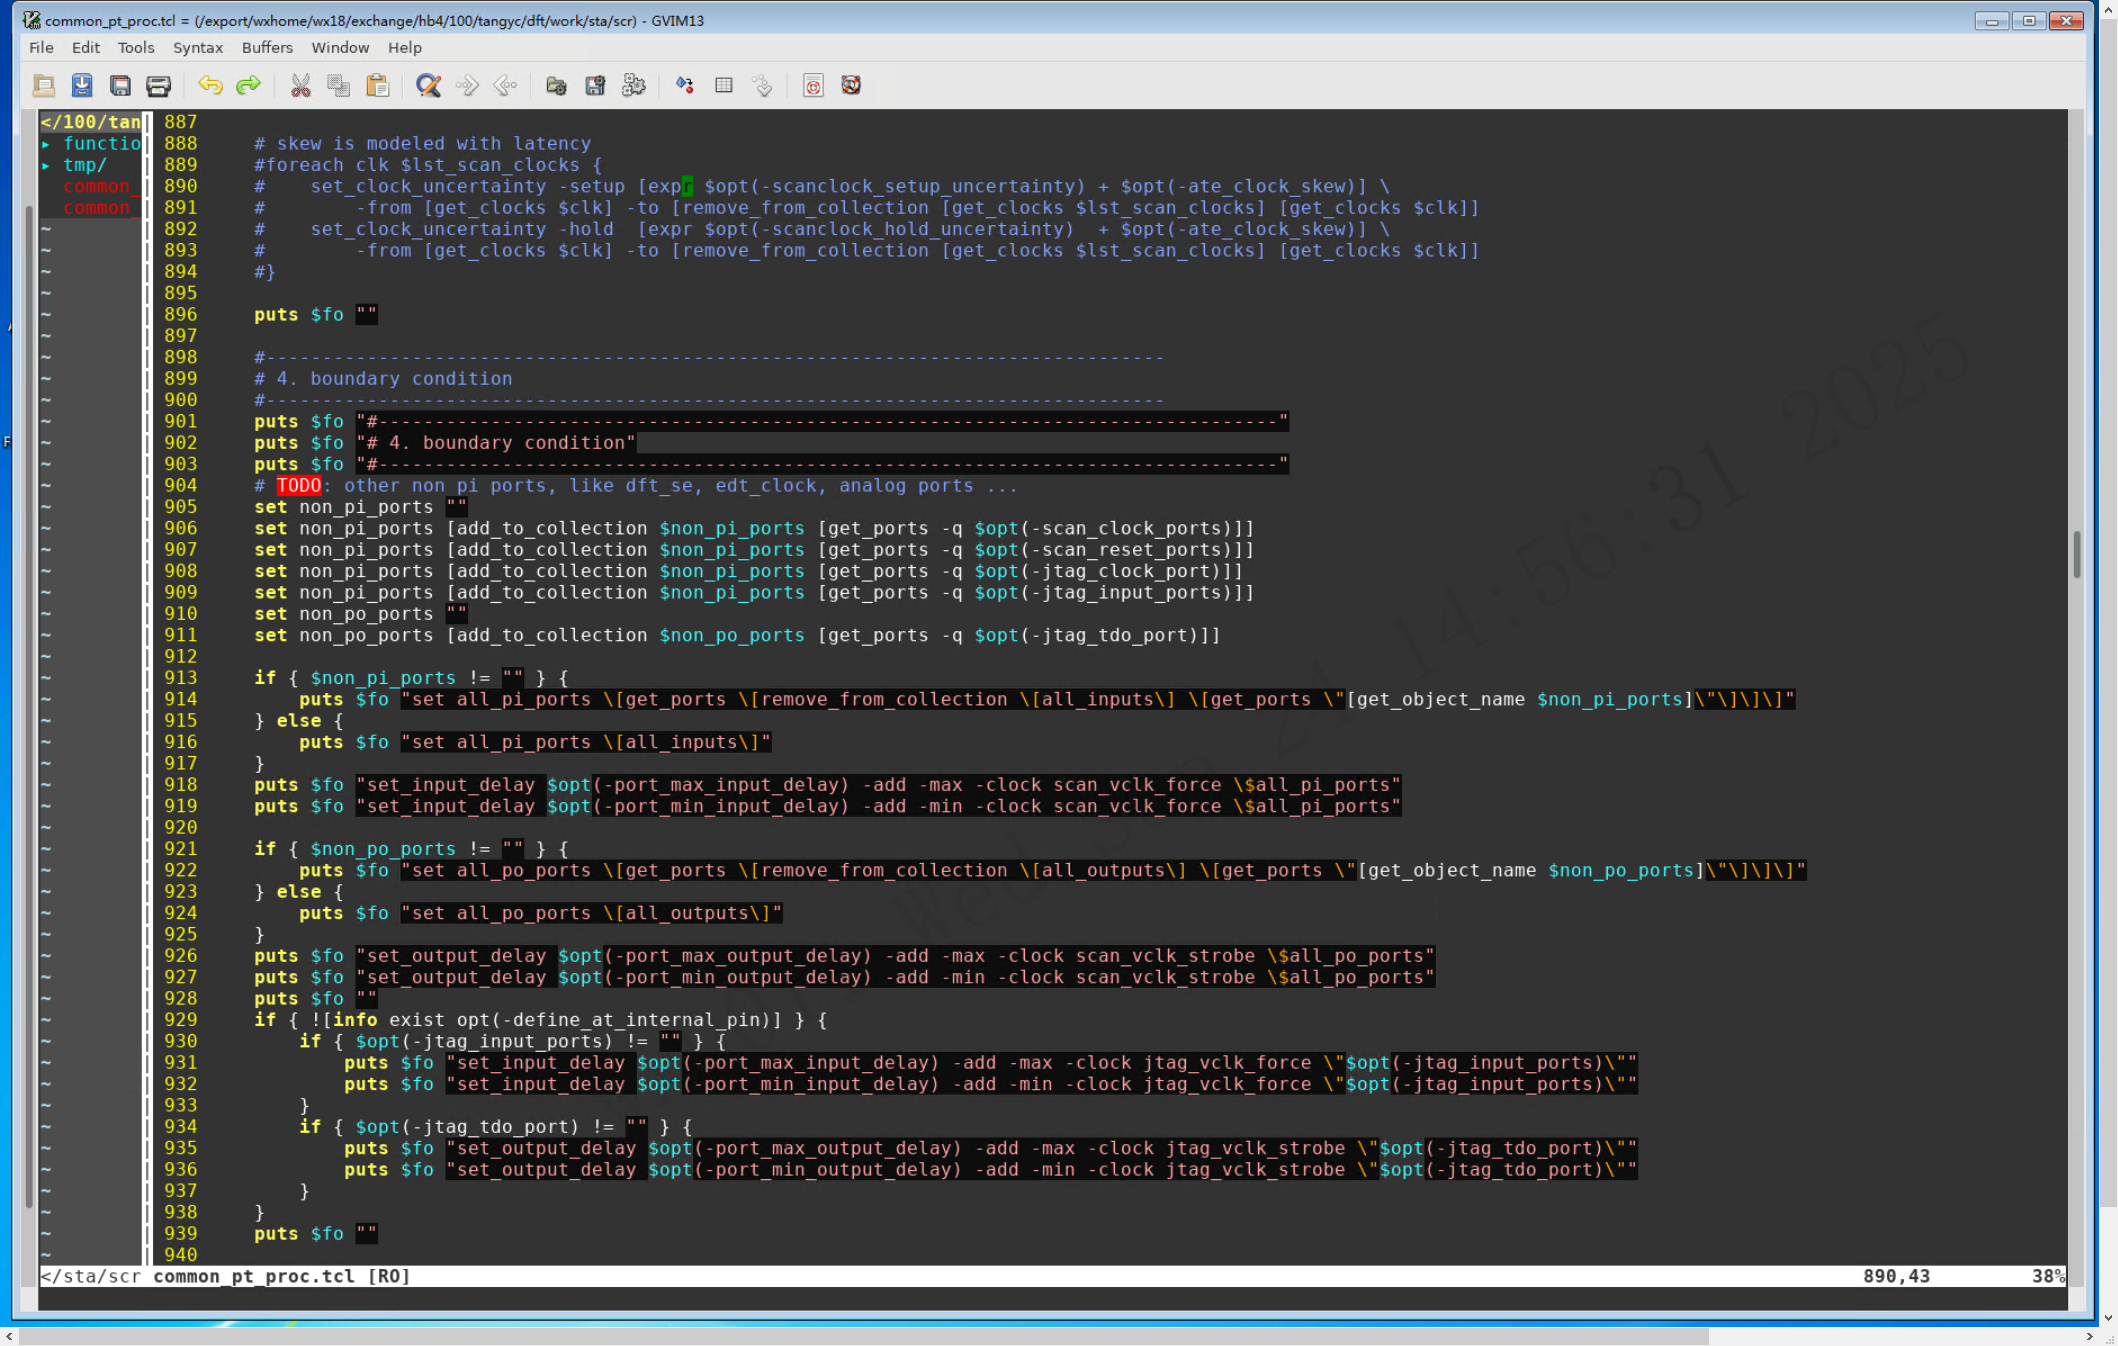 common_pt_proc.tcl = (/export/wxhome/wx18/exchange/hb4/100/tangyc/dft/work/sta/scr) - GVIM13
File Edit Tools Syntax Buffers Window Help
</100/tan
▸ functio
▸ tmp/
common_
common_
887
888 # skew is modeled with latency
889 #foreach clk $lst_scan_clocks {
890 #    set_clock_uncertainty -setup [expr $opt(-scanclock_setup_uncertainty) + $opt(-ate_clock_skew)] \
891 #        -from [get_clocks $clk] -to [remove_from_collection [get_clocks $lst_scan_clocks] [get_clocks $clk]]
892 #    set_clock_uncertainty -hold  [expr $opt(-scanclock_hold_uncertainty)  + $opt(-ate_clock_skew)] \
893 #        -from [get_clocks $clk] -to [remove_from_collection [get_clocks $lst_scan_clocks] [get_clocks $clk]]
894 #}
895
896 puts $fo ""
897
898 #--------------------------------------------------------------------------------
899 # 4. boundary condition
900 #--------------------------------------------------------------------------------
901 puts $fo "#--------------------------------------------------------------------------------"
902 puts $fo "# 4. boundary condition"
903 puts $fo "#--------------------------------------------------------------------------------"
904 # TODO: other non pi ports, like dft_se, edt_clock, analog ports ...
905 set non_pi_ports ""
906 set non_pi_ports [add_to_collection $non_pi_ports [get_ports -q $opt(-scan_clock_ports)]]
907 set non_pi_ports [add_to_collection $non_pi_ports [get_ports -q $opt(-scan_reset_ports)]]
908 set non_pi_ports [add_to_collection $non_pi_ports [get_ports -q $opt(-jtag_clock_port)]]
909 set non_pi_ports [add_to_collection $non_pi_ports [get_ports -q $opt(-jtag_input_ports)]]
910 set non_po_ports ""
911 set non_po_ports [add_to_collection $non_po_ports [get_ports -q $opt(-jtag_tdo_port)]]
912
913 if { $non_pi_ports != "" } {
914     puts $fo "set all_pi_ports \[get_ports \[remove_from_collection \[all_inputs\] \[get_ports \"[get_object_name $non_pi_ports]\"\]\]\]"
915 } else {
916     puts $fo "set all_pi_ports \[all_inputs\]"
917 }
918 puts $fo "set_input_delay $opt(-port_max_input_delay) -add -max -clock scan_vclk_force \$all_pi_ports"
919 puts $fo "set_input_delay $opt(-port_min_input_delay) -add -min -clock scan_vclk_force \$all_pi_ports"
920
921 if { $non_po_ports != "" } {
922     puts $fo "set all_po_ports \[get_ports \[remove_from_collection \[all_outputs\] \[get_ports \"[get_object_name $non_po_ports]\"\]\]\]"
923 } else {
924     puts $fo "set all_po_ports \[all_outputs\]"
925 }
926 puts $fo "set_output_delay $opt(-port_max_output_delay) -add -max -clock scan_vclk_strobe \$all_po_ports"
927 puts $fo "set_output_delay $opt(-port_min_output_delay) -add -min -clock scan_vclk_strobe \$all_po_ports"
928 puts $fo ""
929 if { ![info exist opt(-define_at_internal_pin)] } {
930     if { $opt(-jtag_input_ports) != "" } {
931         puts $fo "set_input_delay $opt(-port_max_input_delay) -add -max -clock jtag_vclk_force \"$opt(-jtag_input_ports)\""
932         puts $fo "set_input_delay $opt(-port_min_input_delay) -add -min -clock jtag_vclk_force \"$opt(-jtag_input_ports)\""
933     }
934     if { $opt(-jtag_tdo_port) != "" } {
935         puts $fo "set_output_delay $opt(-port_max_output_delay) -add -max -clock jtag_vclk_strobe \"$opt(-jtag_tdo_port)\""
936         puts $fo "set_output_delay $opt(-port_min_output_delay) -add -min -clock jtag_vclk_strobe \"$opt(-jtag_tdo_port)\""
937     }
938 }
939 puts $fo ""
940
</sta/scr common_pt_proc.tcl [RO] 890,43 38%
Wed Sep 24 14:56:31 2025